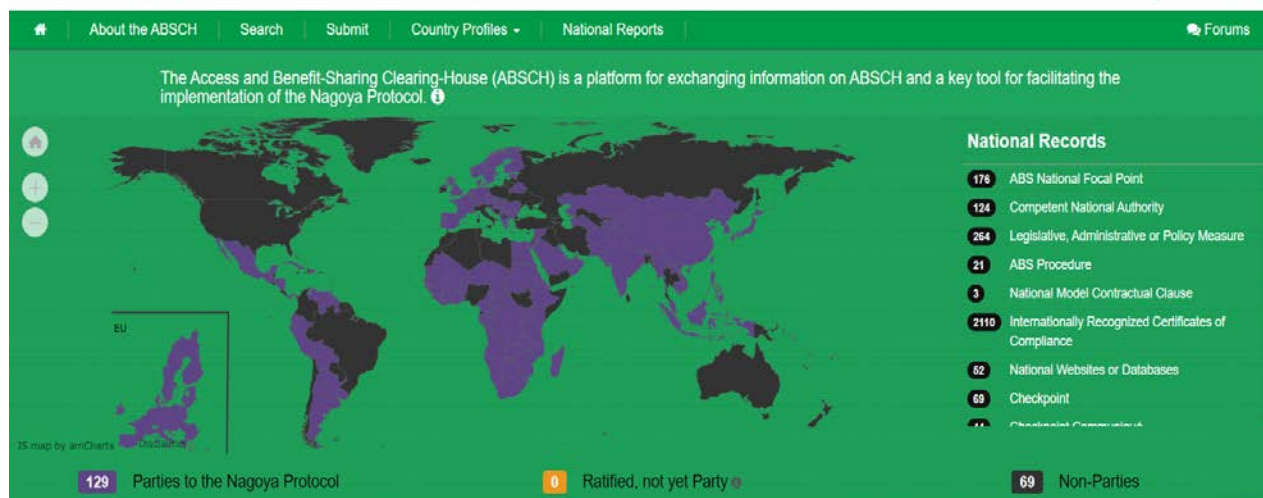 About the ABSCH Search Submit Country Profiles National Reports Forums
The Access and Benefit-Sharing Clearing-House (ABSCH) is a platform for exchanging information on ABSCH and a key tool for facilitating the
implementation of the Nagoya Protocol.
National Records
176 ABS National Focal Point
124 Competent National Authority
264 Legislative, Administrative or Policy Measure
21 ABS Procedure
3 National Model Contractual Clause
2110 Internationally Recognized Certificates of
Compliance
52 National Websites or Databases
69 Checkpoint
EU
JS map by amCharts Disclaimer
129 Parties to the Nagoya Protocol 0 Ratified, not yet Party 69 Non-Parties